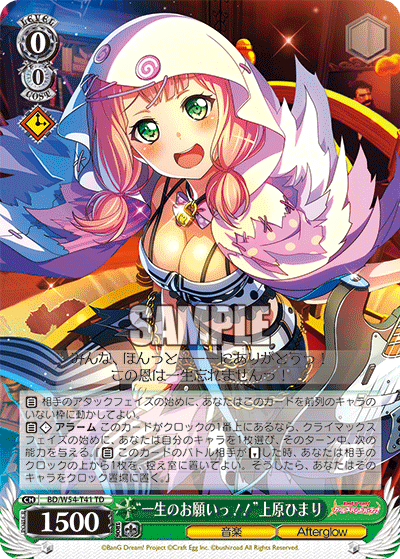 LEVEL
0
0
COST
SAMPLE
みんな、ほんっと―――にありがとうっ!
この恩は一生忘れませんっ!
自 相手のアタックフェイズの始めに、あなたはこのカードを前列のキャラの
いない枠に動かしてよい。
自 アラーム このカードがクロックの1番上にあるなら、クライマックス
フェイズの始めに、あなたは自分のキャラを1枚選び、そのターン中、次の
能力を与える。『自 このカードのバトル相手が した時、あなたは相手の
クロックの上から1枚を、控え室に置いてよい。そうしたら、あなたはその
キャラをクロック置場に置く。』
CH BD/W54-T41 TD
1500
"一生のお願いっ!!"上原ひまり
音楽
Afterglow
©BanG Dream! Project ©Craft Egg Inc. ©bushiroad All Rights Reserved.